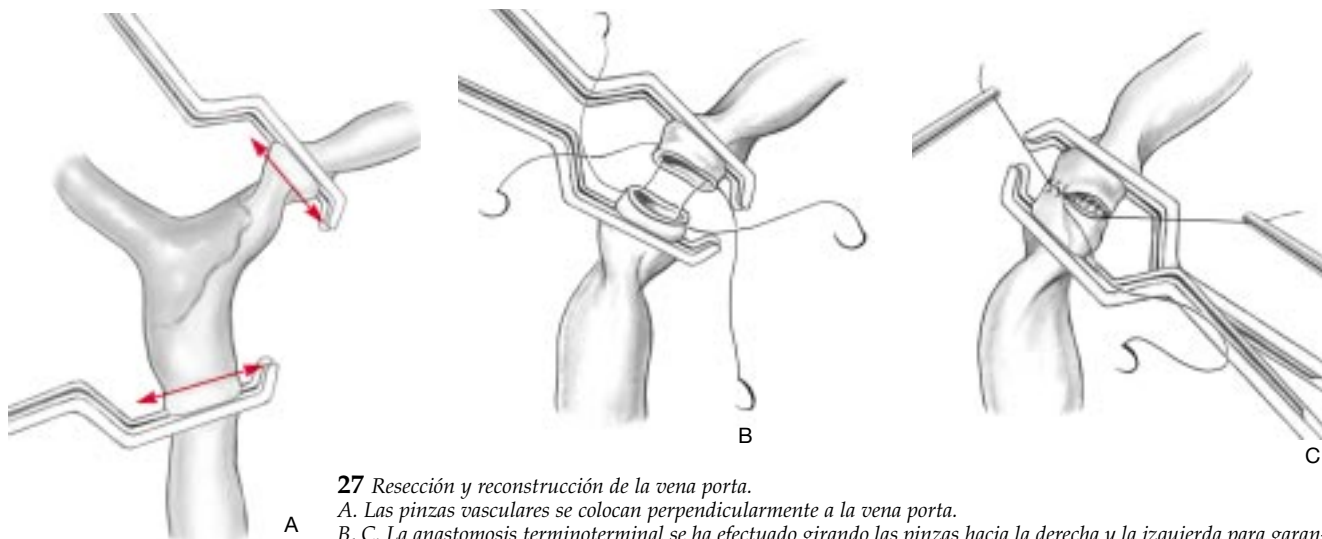 A
B
C
27 Resección y reconstrucción de la vena porta.
A. Las pinzas vasculares se colocan perpendicularmente a la vena porta.
B, C. La anastomosis terminoterminal se ha efectuado girando las pinzas hacia la derecha y la izquierda para garan-